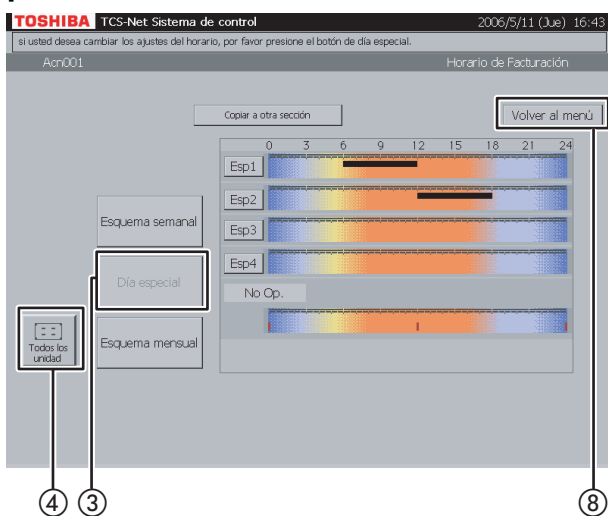 TOSHIBA TCS-Net Sistema de control 2006/5/11 (Jue) 16:43
si usted desea cambiar los ajustes del horario, por favor presione el botón de día especial.
Acn001 Horario de Facturación
Copiar a otra sección
Volver al menú
0 3 6 9 12 15 18 21 24
Esp1
Esp2
Esquema semanal
Esp3
Esp4
Día especial
No Op.
Todos los
unidad
Esquema mensual
④ ③ ⑧